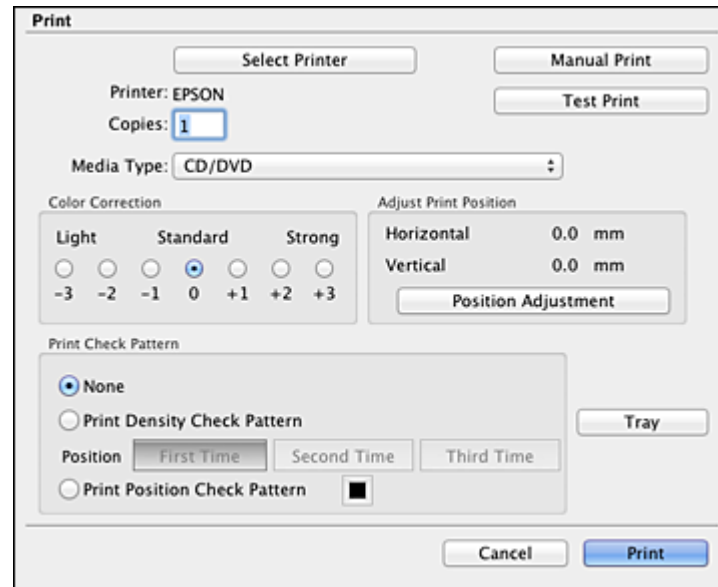 Print
Select Printer
Manual Print
Printer: EPSON
Test Print
Copies: 1
Media Type: CD/DVD
Color Correction
Adjust Print Position
Light Standard Strong
-3 -2 -1 0 +1 +2 +3
Horizontal 0.0 mm
Vertical 0.0 mm
Position Adjustment
Print Check Pattern
None
Print Density Check Pattern
Tray
Position First Time Second Time Third Time
Print Position Check Pattern
Cancel Print